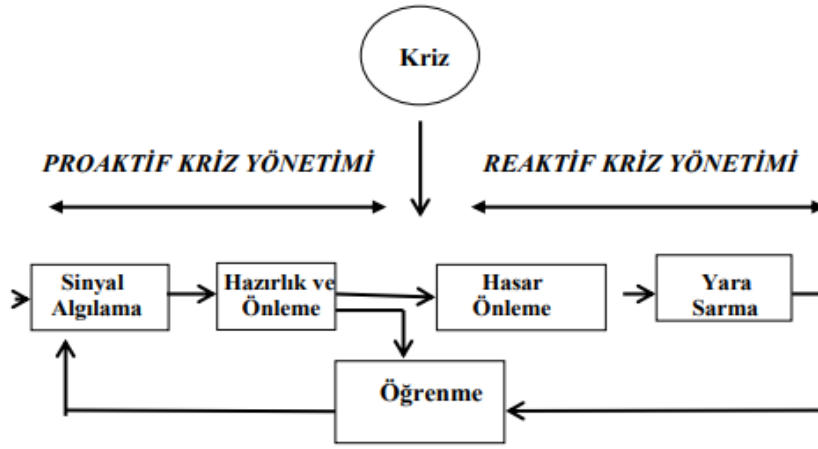 Kriz
PROAKTİF KRİZ YÖNETİMİ
REAKTİF KRİZ YÖNETİMİ
Sinyal
Algılama
Hazırlık ve
Önleme
Hasar
Önleme
Yara
Sarma
Öğrenme